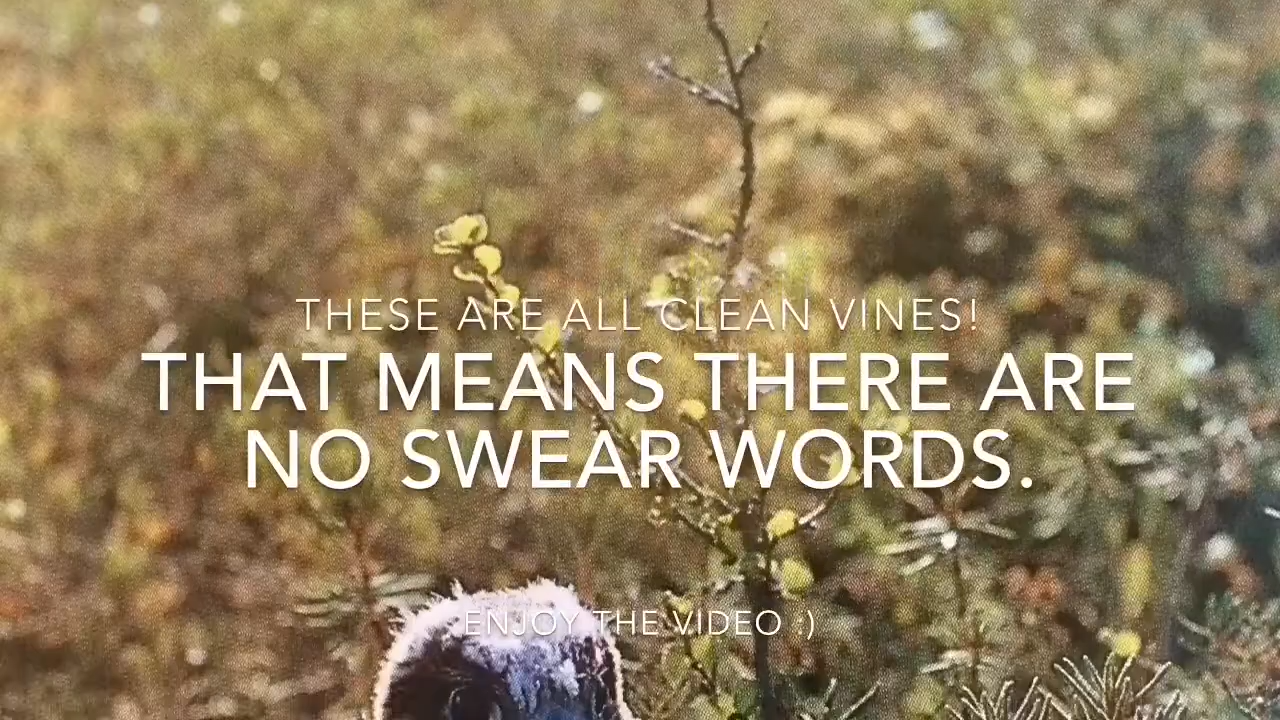 THESE ARE ALL CLEAN VINES!
THAT MEANS THERE ARE
NO SWEAR WORDS.
ENJOY THE VIDEO :)